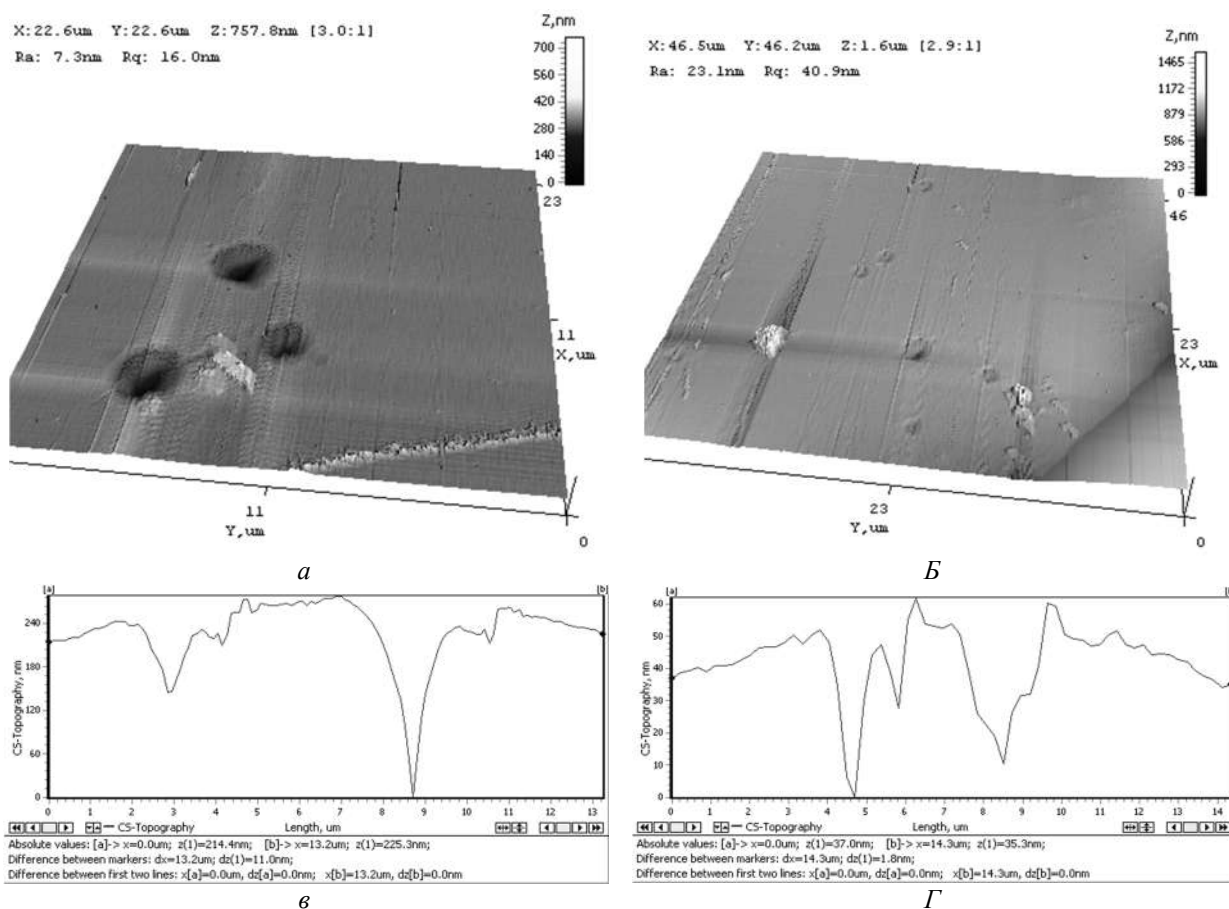 X:22.6um Y:22.6um Z:757.8nm [3.0:1]
Ra: 7.3nm Rq: 16.0nm
Z,nm
700
560
420
280
140
0
23
11
X,um
11
Y,um
0
а
X:46.5um Y:46.2um Z:1.6um [2.9:1]
Ra: 23.1nm Rq: 40.9nm
Z,nm
1465
1172
879
586
293
0
46
23
X,um
23
Y,um
0
Б
[a]
[b]
CS-Topography, nm
240
180
120
60
0
0 1 2 3 4 5 6 7 8 9 10 11 12 13
CS-Topography
Length, um
Absolute values: [a]-> x=0.0um; z(1)=214.4nm; [b]-> x=13.2um; z(1)=225.3nm;
Difference between markers: dx=13.2um; dz(1)=11.0nm;
Difference between first two lines: x[a]=0.0um, dz[a]=0.0nm; x[b]=13.2um, dz[b]=0.0nm
в
[a]
CS-Topography, nm
60
50
40
30
20
10
0
0 1 2 3 4 5 6 7 8 9 10 11 12 13 14
CS-Topography
Length, um
Absolute values: [a]-> x=0.0um; z(1)=37.0nm; [b]-> x=14.3um; z(1)=35.3nm;
Difference between markers: dx=14.3um; dz(1)=1.8nm;
Difference between first two lines: x[a]=0.0um, dz[a]=0.0nm; x[b]=14.3um, dz[b]=0.0nm
Г